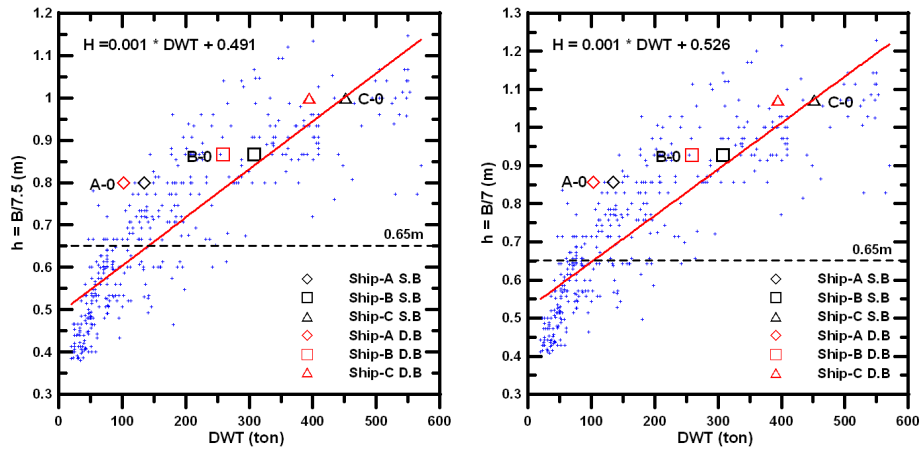 1.2
1.1
1
0.9
0.8
0.7
0.6
0.5
0.4
0.3
h = B/7.5 (m)
H =0.001 * DWT + 0.491
C-0
B-0
A-0
0.65m
Ship-A S.B
Ship-B S.B
Ship-C S.B
Ship-A D.B
Ship-B D.B
Ship-C D.B
0 100 200 300 400 500 600
DWT (ton)
1.3
1.2
1.1
1
0.9
0.8
0.7
0.6
0.5
0.4
0.3
h = B/7 (m)
H = 0.001 * DWT + 0.526
C-0
B-0
A-0
0.65m
Ship-A S.B
Ship-B S.B
Ship-C S.B
Ship-A D.B
Ship-B D.B
Ship-C D.B
0 100 200 300 400 500 600
DWT (ton)